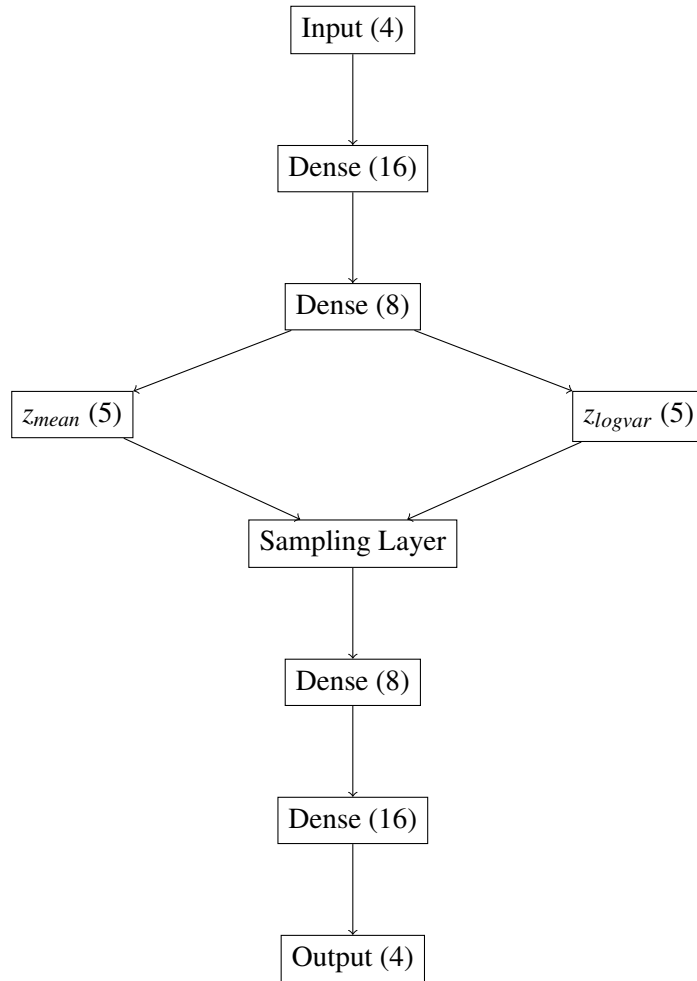 Input (4)
Dense (16)
Dense (8)
z_mean (5)
z_logvar (5)
Sampling Layer
Dense (8)
Dense (16)
Output (4)